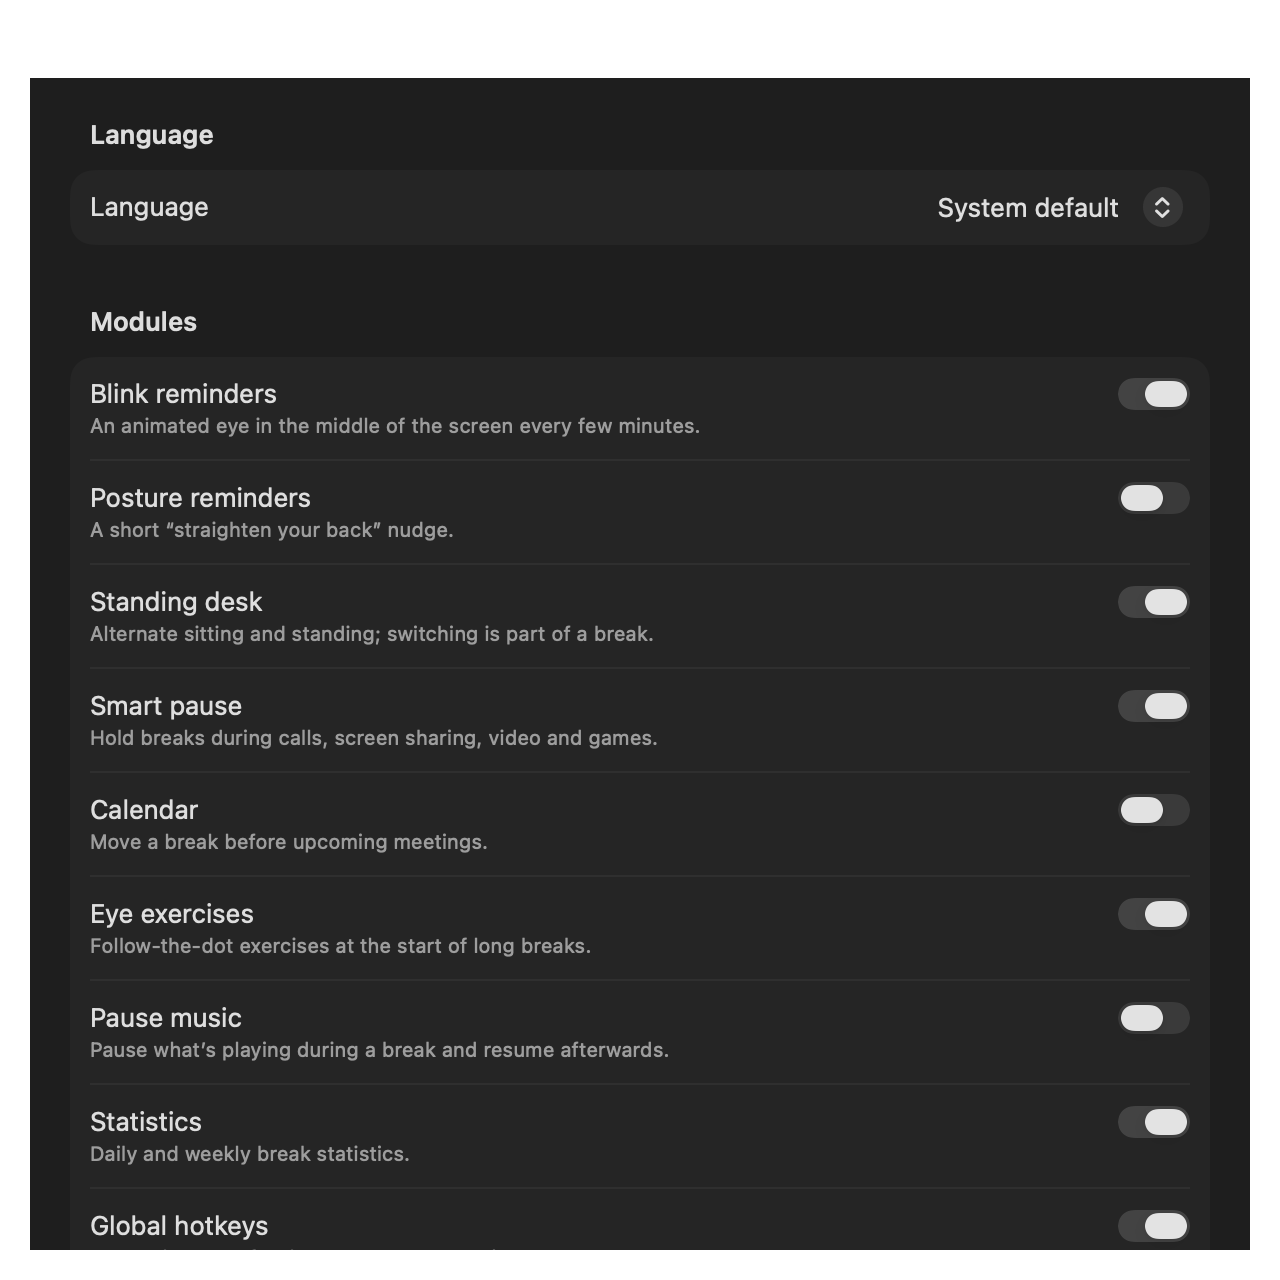 Language
Language
System default
Modules
Blink reminders
An animated eye in the middle of the screen every few minutes.
Posture reminders
A short “straighten your back” nudge.
Standing desk
Alternate sitting and standing; switching is part of a break.
Smart pause
Hold breaks during calls, screen sharing, video and games.
Calendar
Move a break before upcoming meetings.
Eye exercises
Follow-the-dot exercises at the start of long breaks.
Pause music
Pause what’s playing during a break and resume afterwards.
Statistics
Daily and weekly break statistics.
Global hotkeys